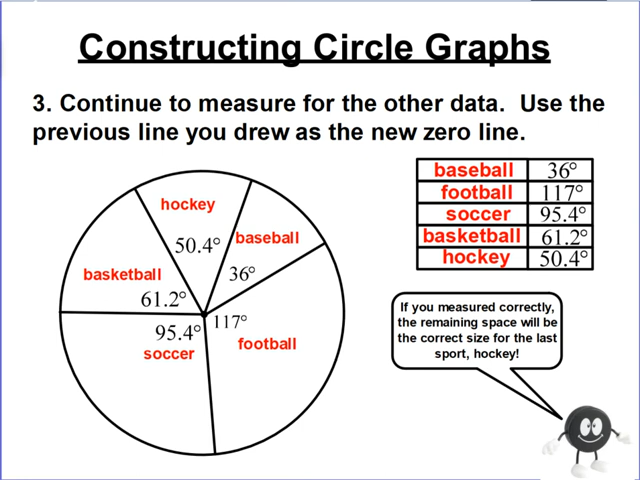 Constructing Circle Graphs
3. Continue to measure for the other data.  Use the
previous line you drew as the new zero line.
hockey
50.4°
baseball
36°
basketball
61.2°
95.4°
soccer
117°
football
baseball 36°
football 117°
soccer 95.4°
basketball 61.2°
hockey 50.4°
If you measured correctly,
the remaining space will be
the correct size for the last
sport, hockey!